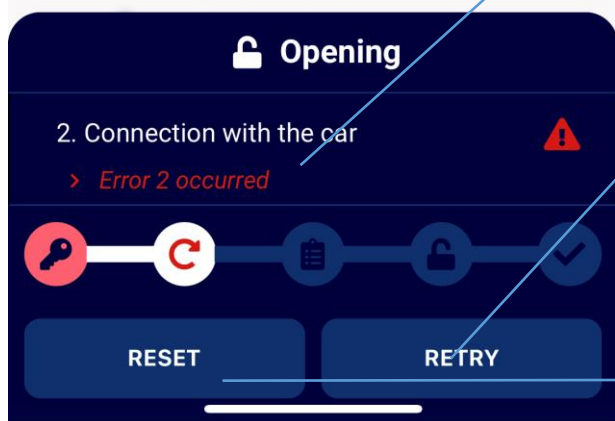 Opening
2. Connection with the car
> Error 2 occurred
RESET
RETRY